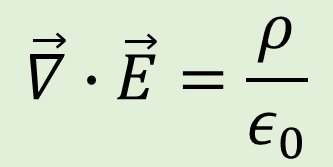 ∇⃗ · E⃗ = ρ / ϵ₀